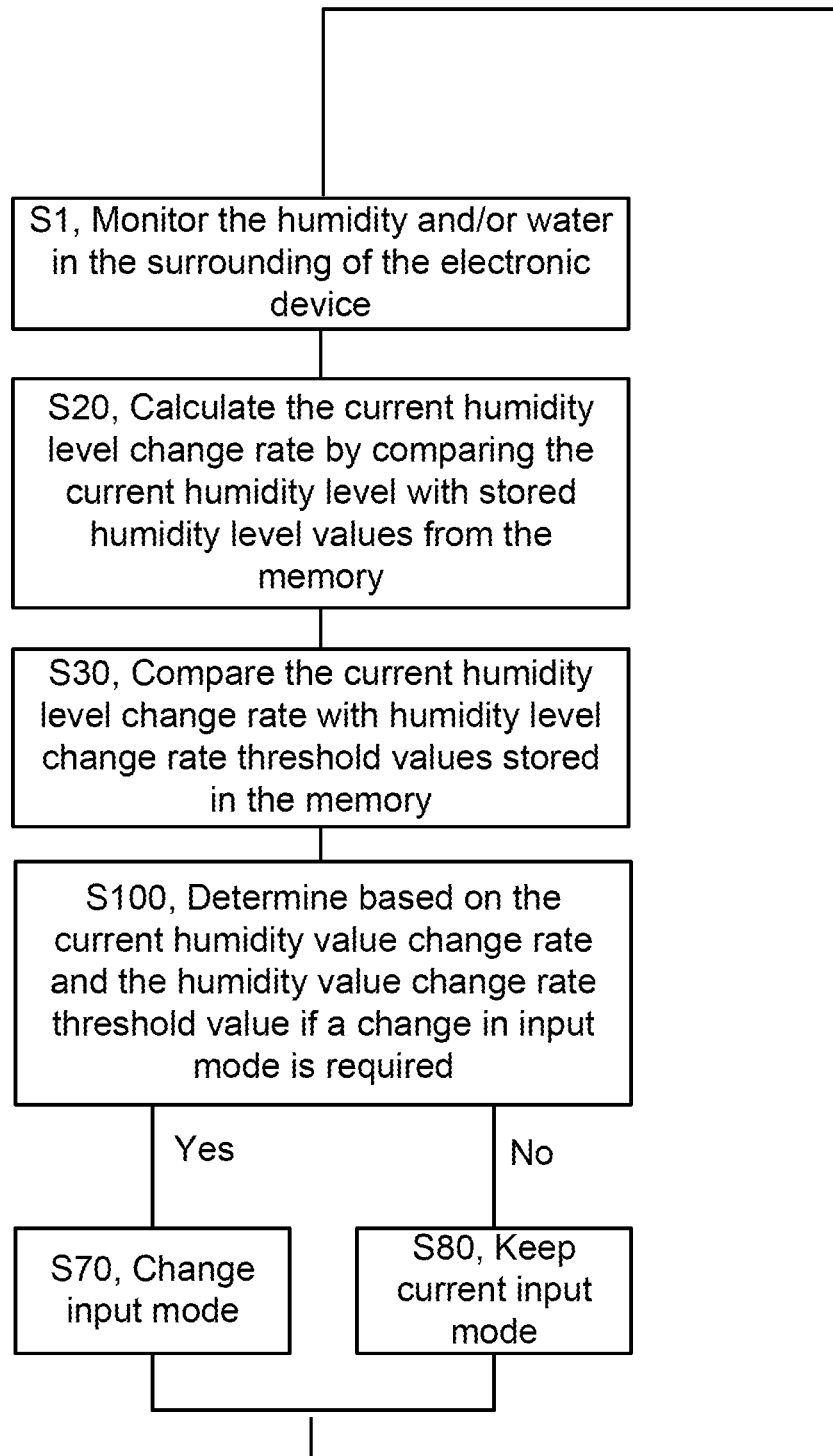 S1, Monitor the humidity and/or water
in the surrounding of the electronic
device
S20, Calculate the current humidity
level change rate by comparing the
current humidity level with stored
humidity level values from the
memory
S30, Compare the current humidity
level change rate with humidity level
change rate threshold values stored
in the memory
S100, Determine based on the
current humidity value change rate
and the humidity value change rate
threshold value if a change in input
mode is required
Yes
No
S70, Change
input mode
S80, Keep
current input
mode